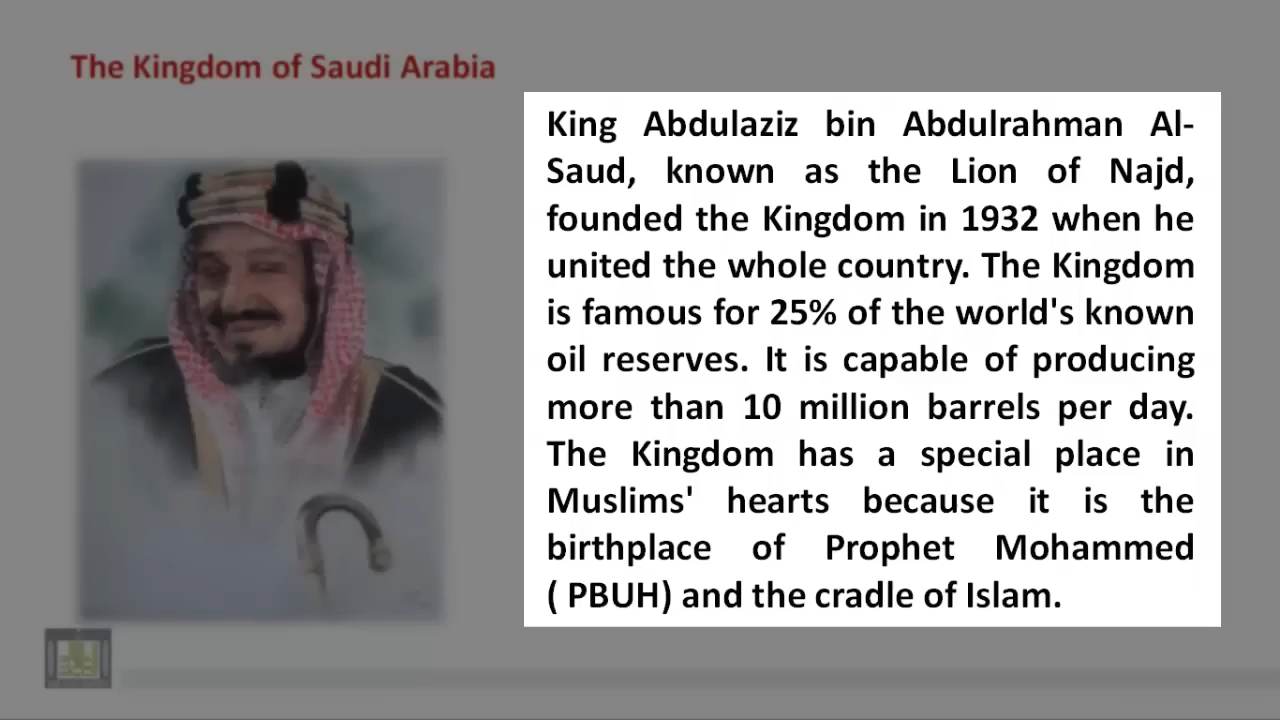 The Kingdom of Saudi Arabia
King Abdulaziz bin Abdulrahman Al-
Saud, known as the Lion of Najd,
founded the Kingdom in 1932 when he
united the whole country. The Kingdom
is famous for 25% of the world's known
oil reserves. It is capable of producing
more than 10 million barrels per day.
The Kingdom has a special place in
Muslims' hearts because it is the
birthplace of Prophet Mohammed
( PBUH) and the cradle of Islam.